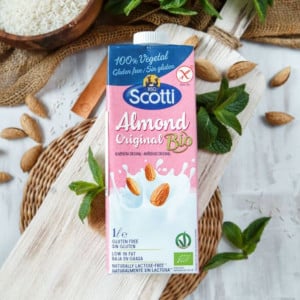 100% Vegetal
Gluten free / Sin gluten
RISO
Scotti
Almond
Original
Bio
1L e
GLUTEN FREE
SIN GLUTEN
LOW IN FAT
BAJA EN GRASA
NATURALLY LACTOSE-FREE
NATURALMENTE SIN LACTOSA